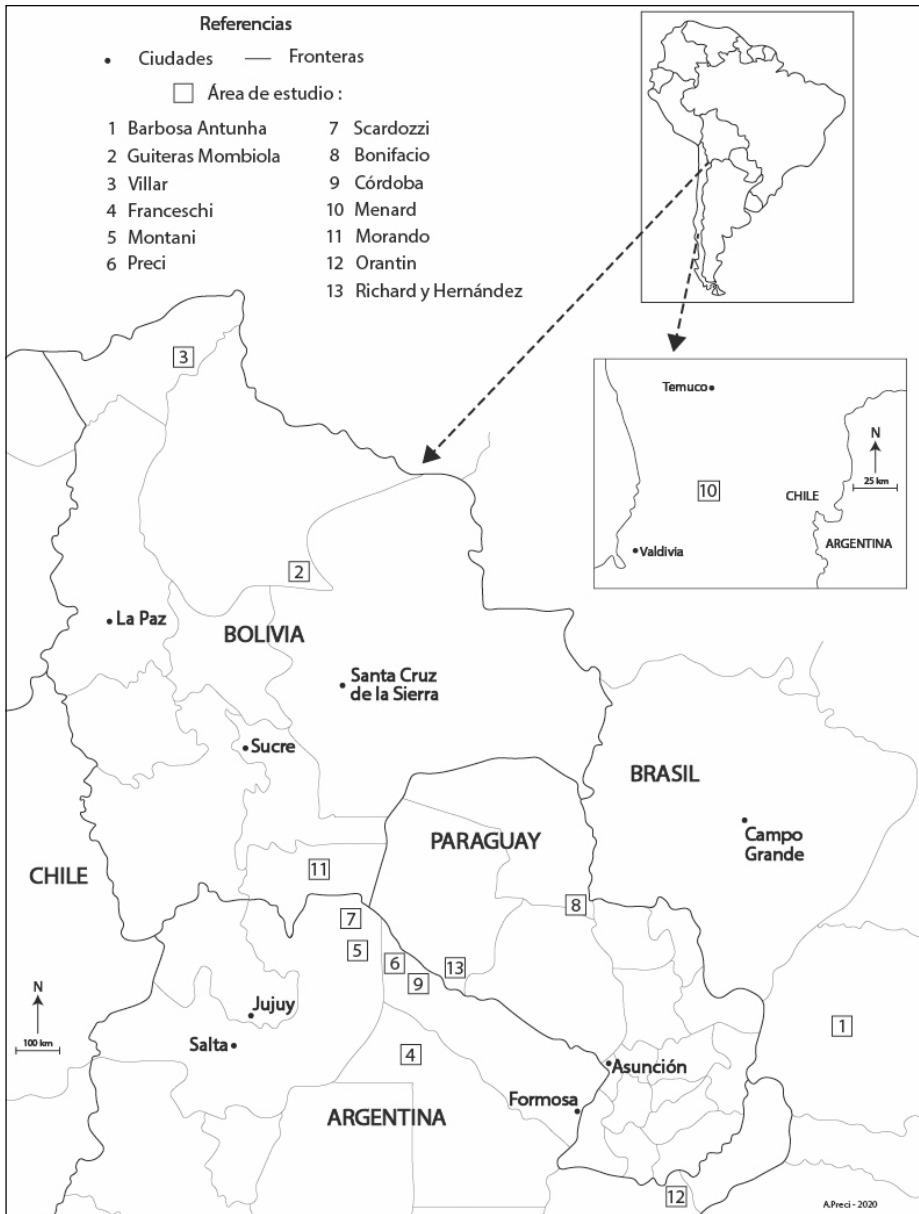 Referencias
• Ciudades — Fronteras
Área de estudio :
1 Barbosa Antunha
2 Guiteras Mombiola
3 Villar
4 Franceschi
5 Montani
6 Preci
7 Scardozzi
8 Bonifacio
9 Córdoba
10 Menard
11 Morando
12 Orantin
13 Richard y Hernández
3
Temuco
N
25 km
10
CHILE
ARGENTINA
Valdivia
2
La Paz
BOLIVIA
Santa Cruz
de la Sierra
Sucre
BRASIL
Campo
Grande
PARAGUAY
CHILE
11
8
7
5
6
13
9
N
100 km
Jujuy
Salta
4
1
Asunción
Formosa
ARGENTINA
12
A.Preci - 2020